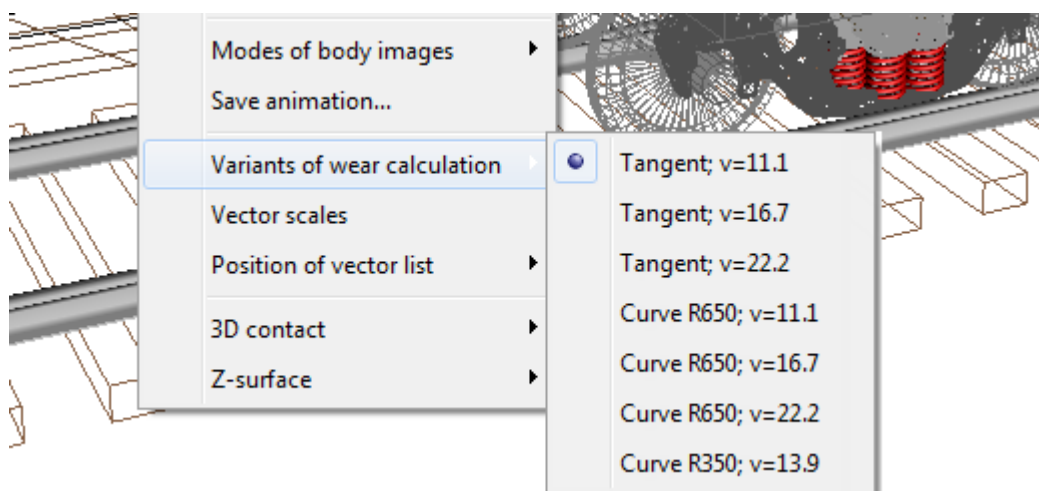 Modes of body images
Save animation...
Variants of wear calculation
Vector scales
Position of vector list
3D contact
Z-surface
Tangent; v=11.1
Tangent; v=16.7
Tangent; v=22.2
Curve R650; v=11.1
Curve R650; v=16.7
Curve R650; v=22.2
Curve R350; v=13.9